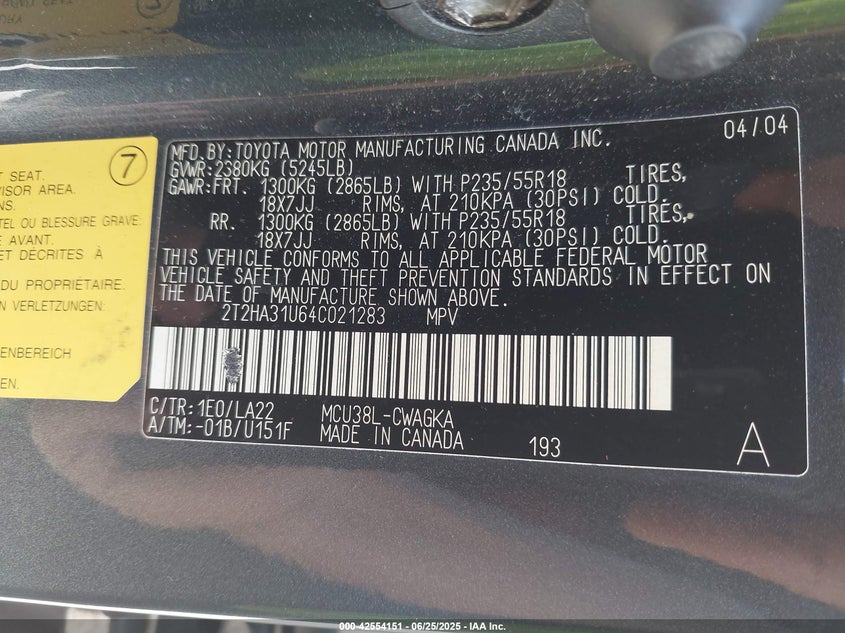 7
T SEAT.
VISOR AREA.
NS.
TEL OU BLESSURE GRAVE
E AVANT.
ET DÉCRITES À
DU PROPRIÉTAIRE.
N VERLETZUNGEN:
ENBEREICH
EN.
MFD.BY:TOYOTA MOTOR MANUFACTURING CANADA INC. 04/04
GVWR:2380KG (5245LB)
GAWR:FRT. 1300KG (2865LB) WITH P235/55R18 TIRES,
18X7JJ RIMS, AT 210KPA (30PSI) COLD.
RR. 1300KG (2865LB) WITH P235/55R18 TIRES,
18X7JJ RIMS, AT 210KPA (30PSI) COLD.
THIS VEHICLE CONFORMS TO ALL APPLICABLE FEDERAL MOTOR
VEHICLE SAFETY AND THEFT PREVENTION STANDARDS IN EFFECT ON
THE DATE OF MANUFACTURE SHOWN ABOVE.
2T2HA31U64C021283 MPV
C/TR:1E0/LA22 MCU38L-CWAGKA
A/TM:-01B/U151F MADE IN CANADA 193 A
000-42554151 - 06/25/2025 - IAA Inc.